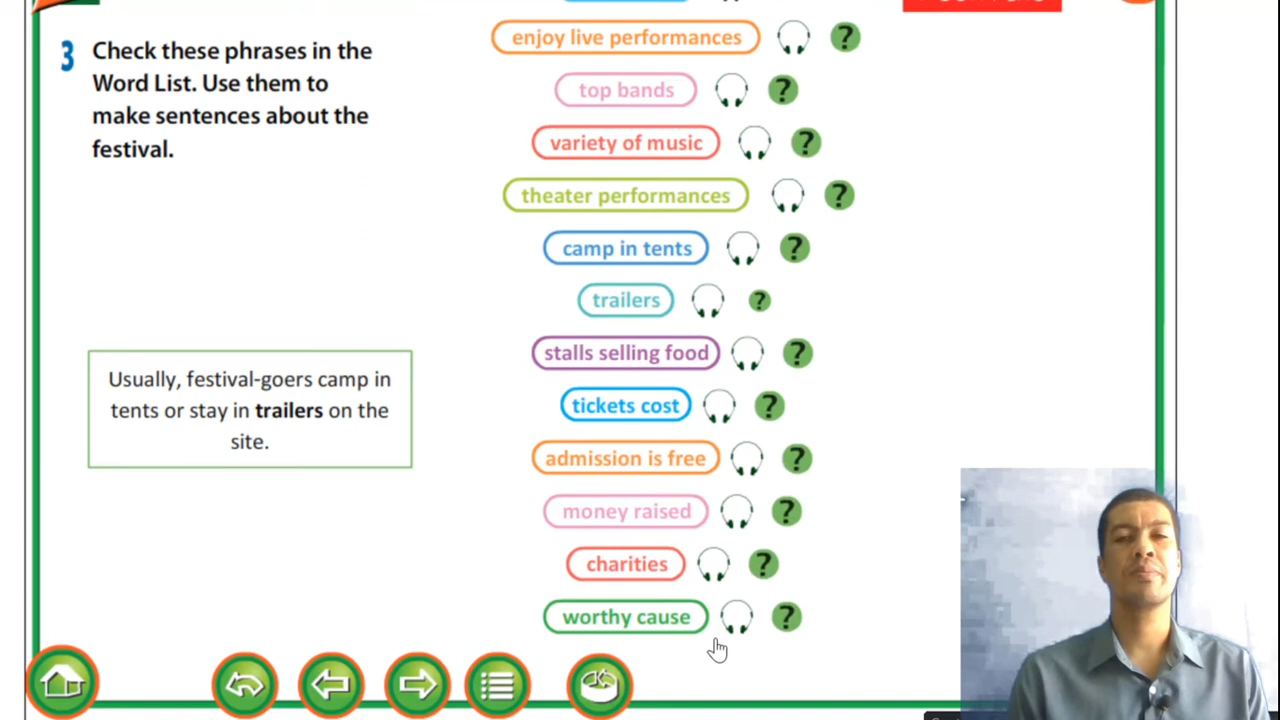 3 Check these phrases in the
Word List. Use them to
make sentences about the
festival.
enjoy live performances ?
top bands ?
variety of music ?
theater performances ?
camp in tents ?
trailers ?
stalls selling food ?
tickets cost ?
admission is free ?
money raised ?
charities ?
worthy cause ?
Usually, festival-goers camp in
tents or stay in trailers on the
site.